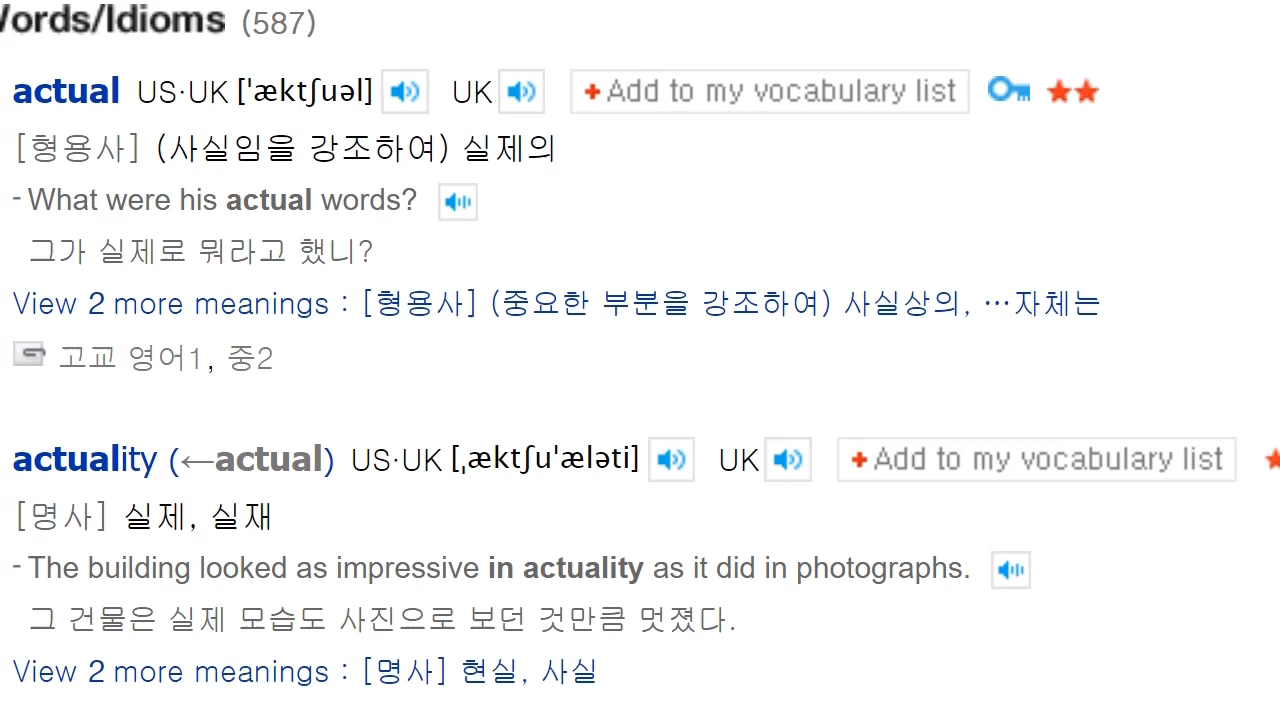 Words/Idioms (587)
actual US·UK [ˈæktʃuəl] UK +Add to my vocabulary list
[형용사] (사실임을 강조하여) 실제의
- What were his actual words?
그가 실제로 뭐라고 했니?
View 2 more meanings : [형용사] (중요한 부분을 강조하여) 사실상의, …자체는
고교 영어1, 중2
actuality (←actual) US·UK [ˌæktʃuˈæləti] UK +Add to my vocabulary list
[명사] 실제, 실재
- The building looked as impressive in actuality as it did in photographs.
그 건물은 실제 모습도 사진으로 보던 것만큼 멋졌다.
View 2 more meanings : [명사] 현실, 사실